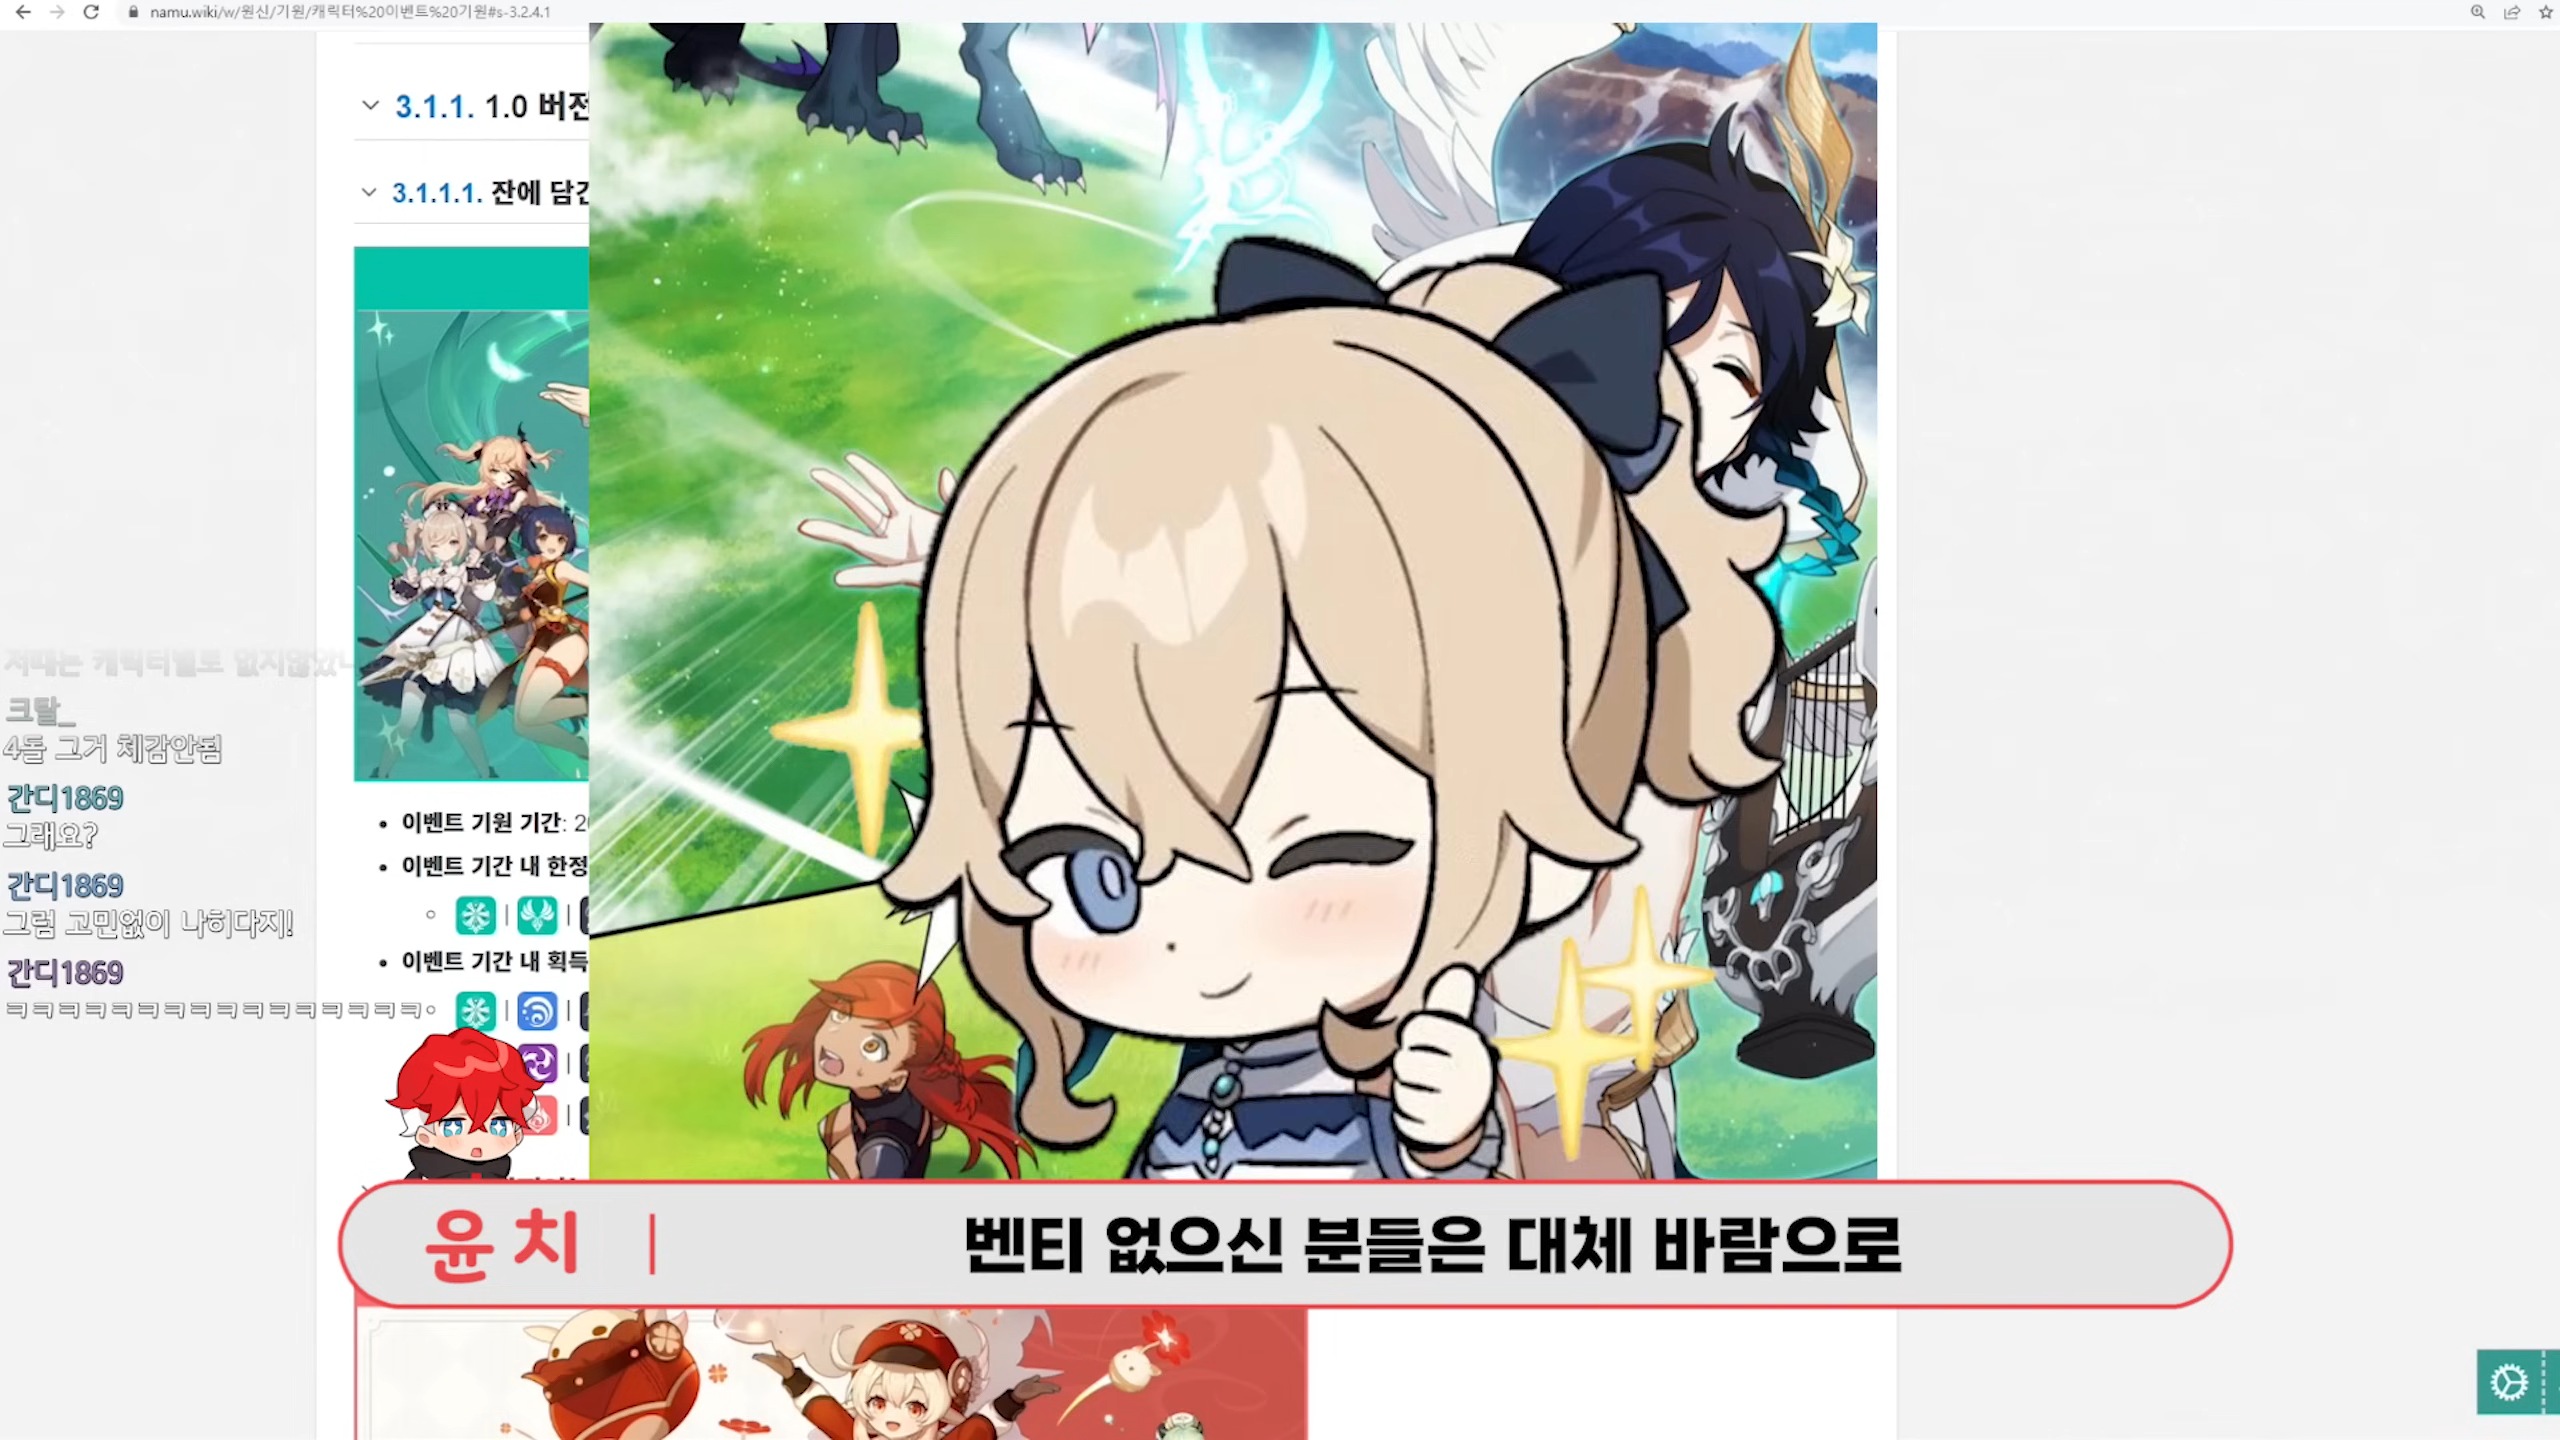 namu.wiki/w/원신/기원/캐릭터%20이벤트%20기원#s-3.2.4.1
3.1.1. 1.0 버전
3.1.1.1. 잔에 담긴
이벤트 기원 기간: 20
이벤트 기간 내 한정
이벤트 기간 내 획득
크탈_
4돌 그거 체감안됨
간디1869
그래요?
간디1869
그럼 고민없이 나히다지!
간디1869
ㅋㅋㅋㅋㅋㅋㅋㅋㅋㅋㅋㅋㅋㅋㅋㅋ
윤치 | 벤티 없으신 분들은 대체 바람으로